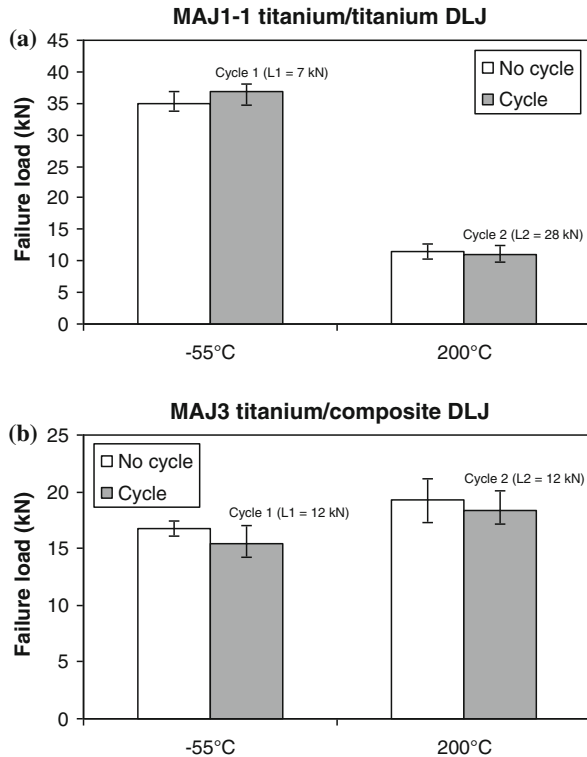 MAJ1-1 titanium/titanium DLJ
(a)
45
40
35
30
25
20
15
10
5
0
Failure load (kN)
Cycle 1 (L1 = 7 kN)
No cycle
Cycle
Cycle 2 (L2 = 28 kN)
-55°C
200°C
MAJ3 titanium/composite DLJ
(b)
25
20
15
10
5
0
Failure load (kN)
No cycle
Cycle
Cycle 1 (L1 = 12 kN)
Cycle 2 (L2 = 12 kN)
-55°C
200°C